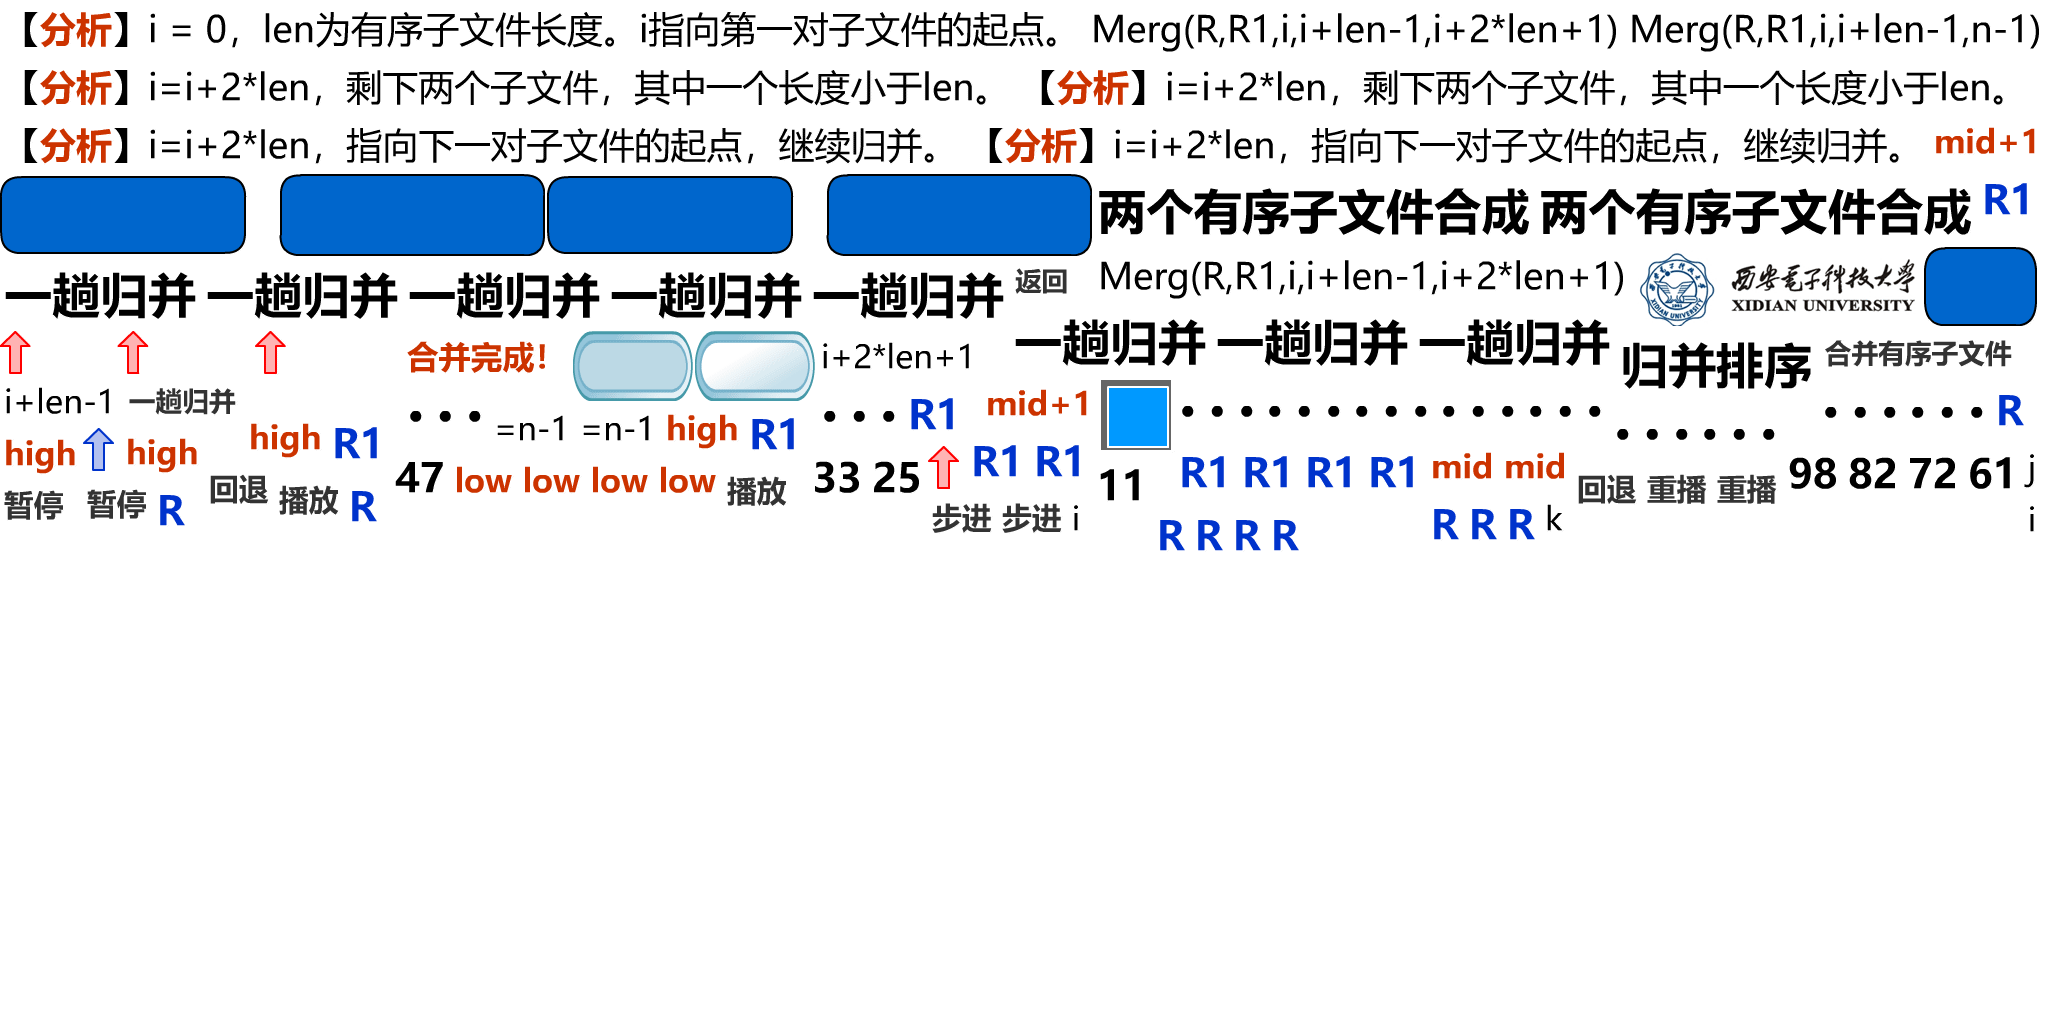 【分析】i = 0，len为有序子文件长度。i指向第一对子文件的起点。 Merg(R,R1,i,i+len-1,i+2*len+1) Merg(R,R1,i,i+len-1,n-1)
【分析】i=i+2*len，剩下两个子文件，其中一个长度小于len。 【分析】i=i+2*len，剩下两个子文件，其中一个长度小于len。
【分析】i=i+2*len，指向下一对子文件的起点，继续归并。 【分析】i=i+2*len，指向下一对子文件的起点，继续归并。 mid+1
两个有序子文件合成 两个有序子文件合成 R1
一趟归并 一趟归并 一趟归并 一趟归并 一趟归并 返回 Merg(R,R1,i,i+len-1,i+2*len+1) 西安电子科技大学
XIDIAN UNIVERSITY
合并完成！ i+2*len+1 一趟归并 一趟归并 一趟归并 归并排序 合并有序子文件
i+len-1 一趟归并 ••• =n-1 =n-1 high R1 ••• R1 mid+1 ••••••••••••••• •••••• •••••• R
high high high R1 R1 R1
47 low low low low 播放 33 25 11 R1 R1 R1 R1 mid mid 回退 重播 重播 98 82 72 61 j
暂停 暂停 R 回退 播放 R 步进 步进 i R R R R R R R k i